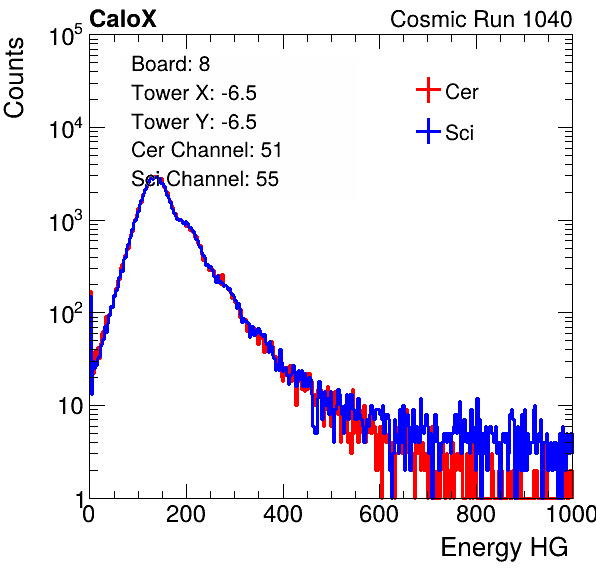 CaloX Cosmic Run 1040
Counts
10^5
10^4
10^3
10^2
10
1
Board: 8
Tower X: -6.5
Tower Y: -6.5
Cer Channel: 51
Sci Channel: 55
Cer
Sci
0 200 400 600 800 1000
Energy HG